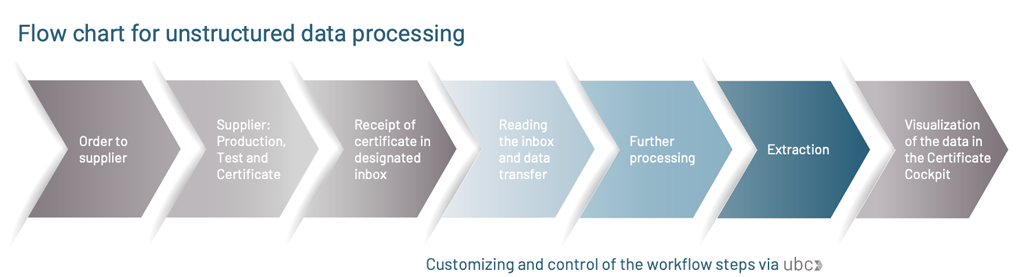 Flow chart for unstructured data processing
Order to
supplier
Supplier:
Production,
Test and
Certificate
Receipt of
certificate in
designated
inbox
Reading
the inbox
and data
transfer
Further
processing
Extraction
Visualization
of the data in
the Certificate
Cockpit
Customizing and control of the workflow steps via ubc